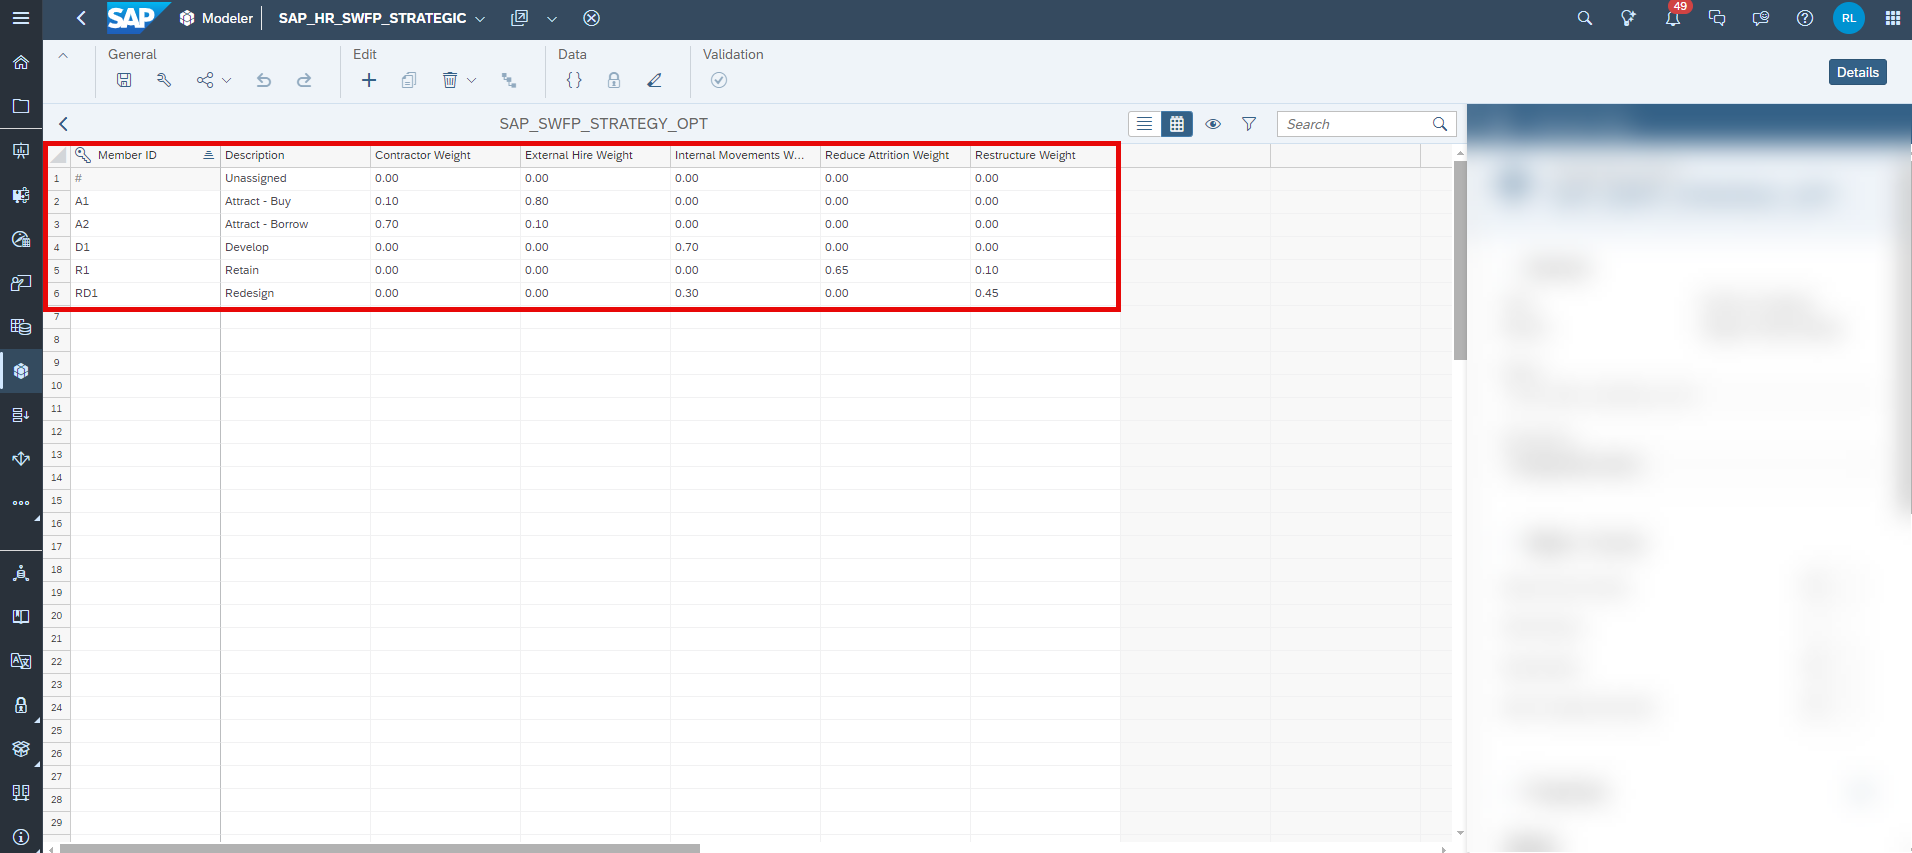 SAP Modeler SAP_HR_SWFP_STRATEGIC 49 RL
General Edit Data Validation
Details
SAP_SWFP_STRATEGY_OPT Search
Member ID Description Contractor Weight External Hire Weight Internal Movements W... Reduce Attrition Weight Restructure Weight
1 # Unassigned 0.00 0.00 0.00 0.00 0.00
2 A1 Attract - Buy 0.10 0.80 0.00 0.00 0.00
3 A2 Attract - Borrow 0.70 0.10 0.00 0.00 0.00
4 D1 Develop 0.00 0.00 0.70 0.00 0.00
5 R1 Retain 0.00 0.00 0.00 0.65 0.10
6 RD1 Redesign 0.00 0.00 0.30 0.00 0.45
7
8
9
10
11
12
13
14
15
16
17
18
19
20
21
22
23
24
25
26
27
28
29